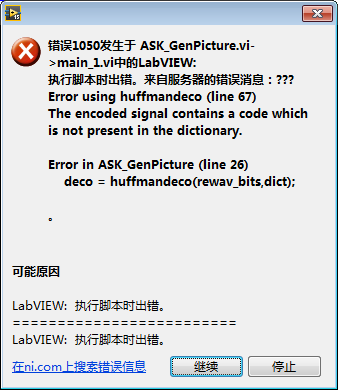 错误1050发生于 ASK_GenPicture.vi-
>main_1.vi中的LabVIEW:
执行脚本时出错。来自服务器的错误消息：???
Error using huffmandeco (line 67)
The encoded signal contains a code which
is not present in the dictionary.
Error in ASK_GenPicture (line 26)
deco = huffmandeco(rewav_bits,dict);
。
可能原因
LabVIEW: 执行脚本时出错。
=========================
LabVIEW: 执行脚本时出错。
在ni.com上搜索错误信息 继续 停止